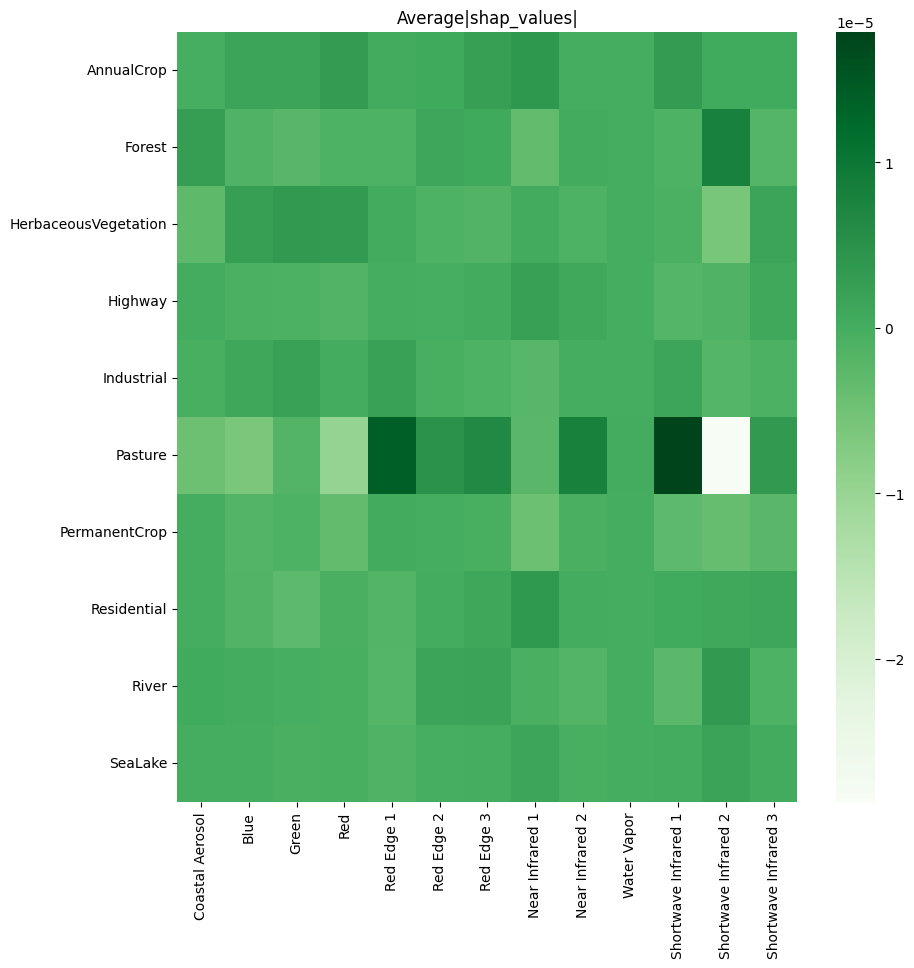 Average|shap_values|
1e−5
AnnualCrop
Forest
HerbaceousVegetation
Highway
Industrial
Pasture
PermanentCrop
Residential
River
SeaLake
1
0
−1
−2
Coastal Aerosol
Blue
Green
Red
Red Edge 1
Red Edge 2
Red Edge 3
Near Infrared 1
Near Infrared 2
Water Vapor
Shortwave Infrared 1
Shortwave Infrared 2
Shortwave Infrared 3